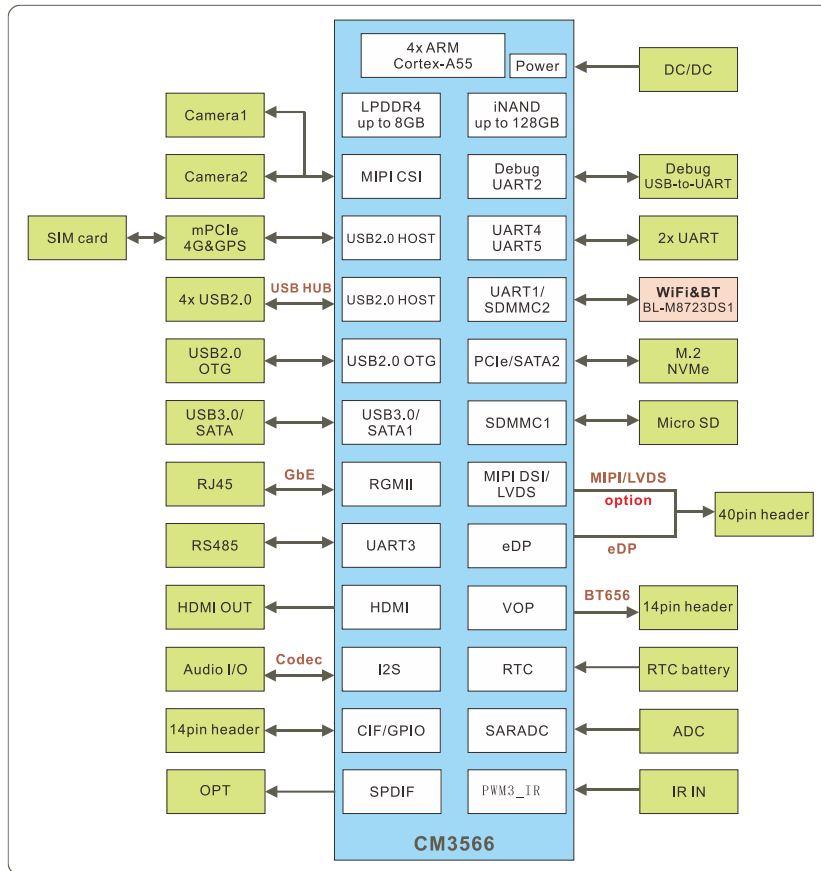 4x ARM
Cortex-A55
Power
DC/DC
LPDDR4
up to 8GB
iNAND
up to 128GB
Camera1
Camera2
MIPI CSI
Debug
UART2
Debug
USB-to-UART
SIM card
mPCIe
4G&GPS
USB2.0 HOST
UART4
UART5
2x UART
4x USB2.0
USB HUB
USB2.0 HOST
UART1/
SDMMC2
WiFi&BT
BL-M8723DS1
USB2.0
OTG
USB2.0 OTG
PCIe/SATA2
M.2
NVMe
USB3.0/
SATA
USB3.0/
SATA1
SDMMC1
Micro SD
RJ45
GbE
RGMII
MIPI DSI/
LVDS
MIPI/LVDS
option
40pin header
RS485
UART3
eDP
eDP
HDMI OUT
HDMI
VOP
BT656
14pin header
Audio I/O
Codec
I2S
RTC
RTC battery
14pin header
CIF/GPIO
SARADC
ADC
OPT
SPDIF
PWM3_IR
IR IN
CM3566